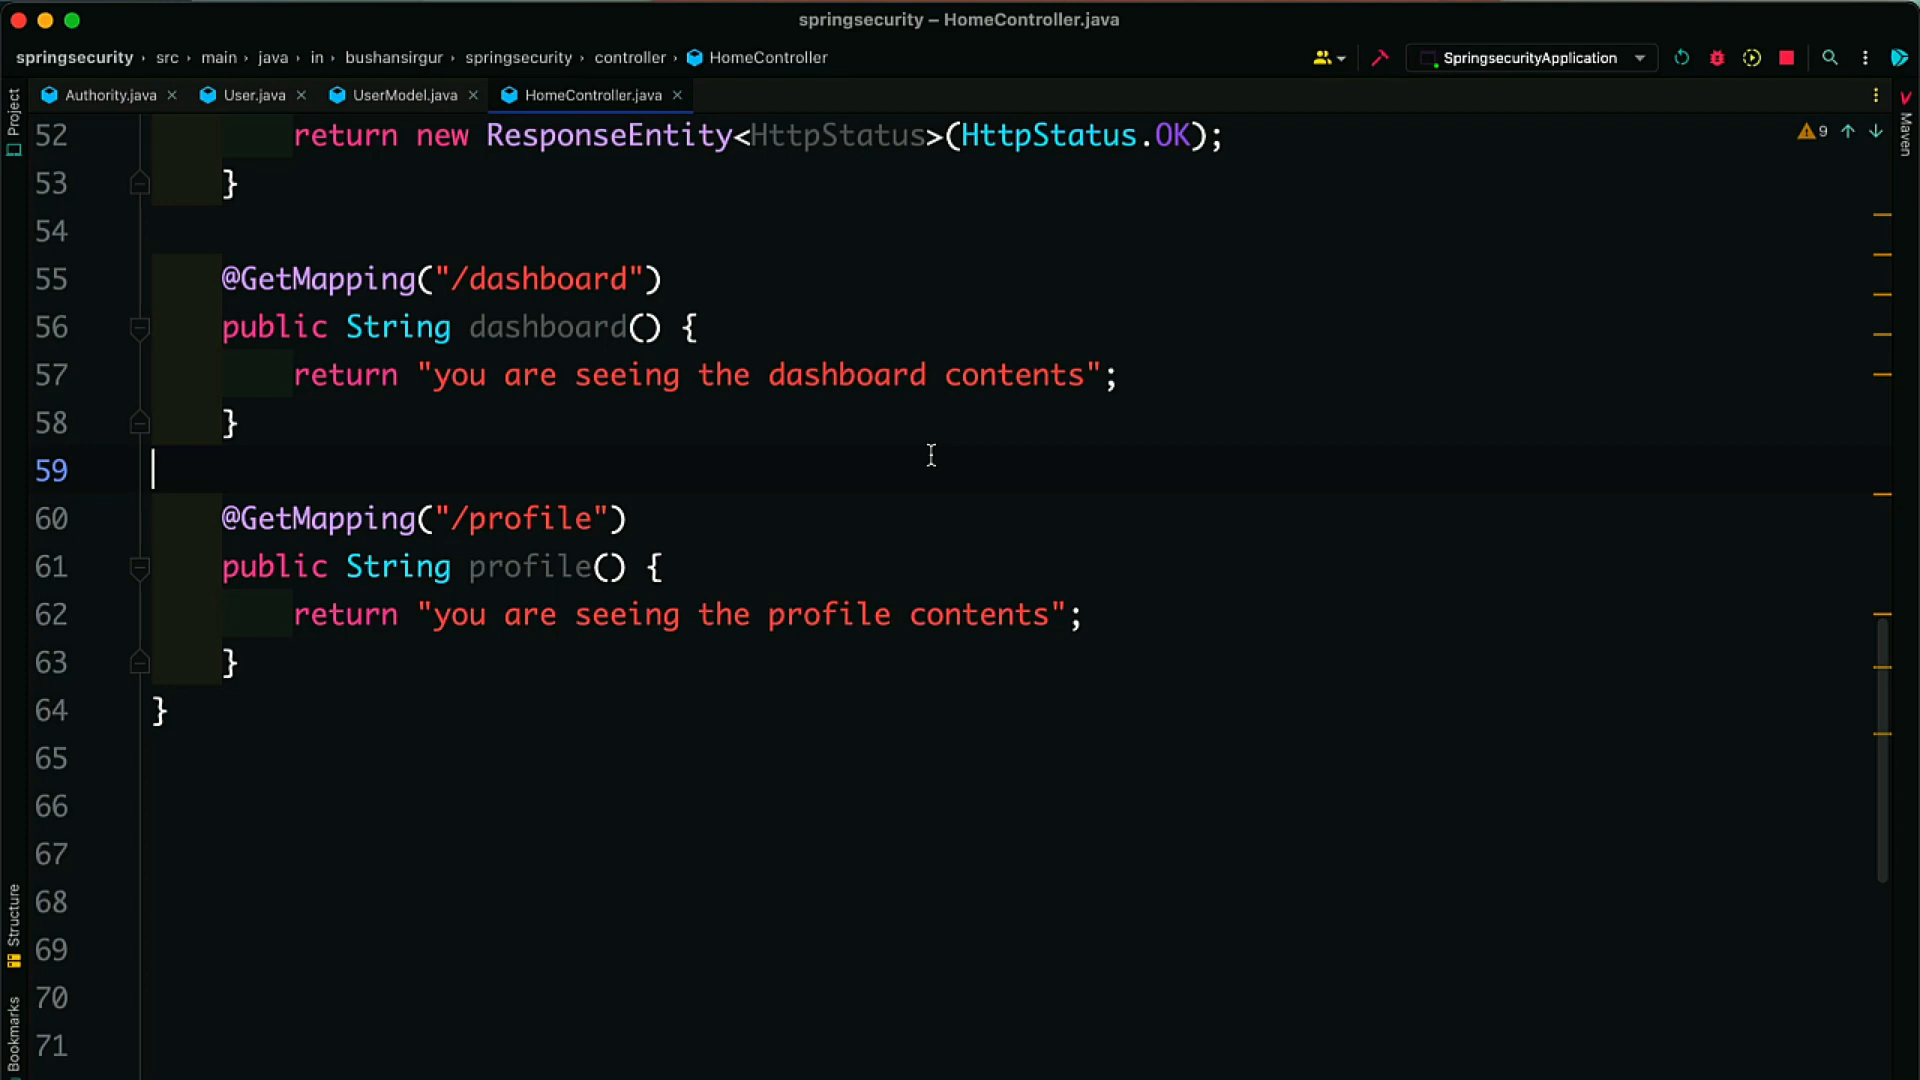 springsecurity – HomeController.java
springsecurity › src › main › java › in › bushansirgur › springsecurity › controller › HomeController
SpringsecurityApplication
Authority.java
User.java
UserModel.java
HomeController.java
Project
Maven
9
52 return new ResponseEntity<HttpStatus>(HttpStatus.OK);
53 }
54
55 @GetMapping("/dashboard")
56 public String dashboard() {
57 return "you are seeing the dashboard contents";
58 }
59
60 @GetMapping("/profile")
61 public String profile() {
62 return "you are seeing the profile contents";
63 }
64 }
65
66
67
68
69
70
71
Structure
Bookmarks